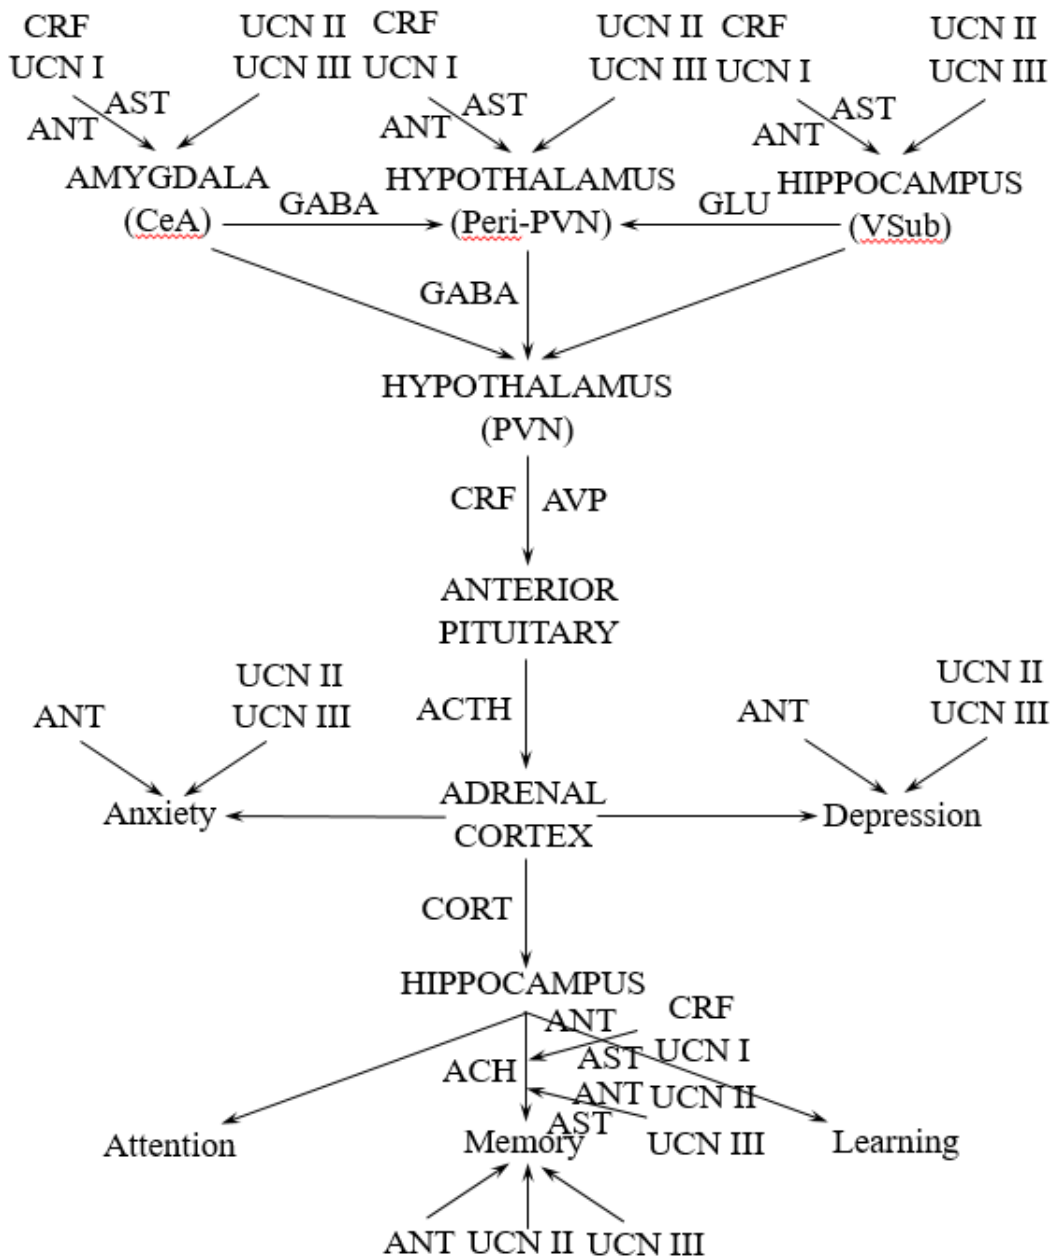 CRF UCN II CRF UCN II CRF UCN II
UCN I UCN III UCN I UCN III UCN I UCN III
AST AST AST
ANT ANT ANT
AMYGDALA HYPOTHALAMUS HIPPOCAMPUS
GABA GLU
(CeA) (Peri-PVN) (VSub)
GABA
HYPOTHALAMUS
(PVN)
CRF AVP
ANTERIOR
PITUITARY
UCN II UCN II
ANT UCN III ACTH ANT UCN III
ADRENAL
Anxiety Depression
CORTEX
CORT
HIPPOCAMPUS
CRF
ANT
UCN I
AST
ACH
ANT UCN II
AST
Attention Memory UCN III Learning
ANT UCN II UCN III